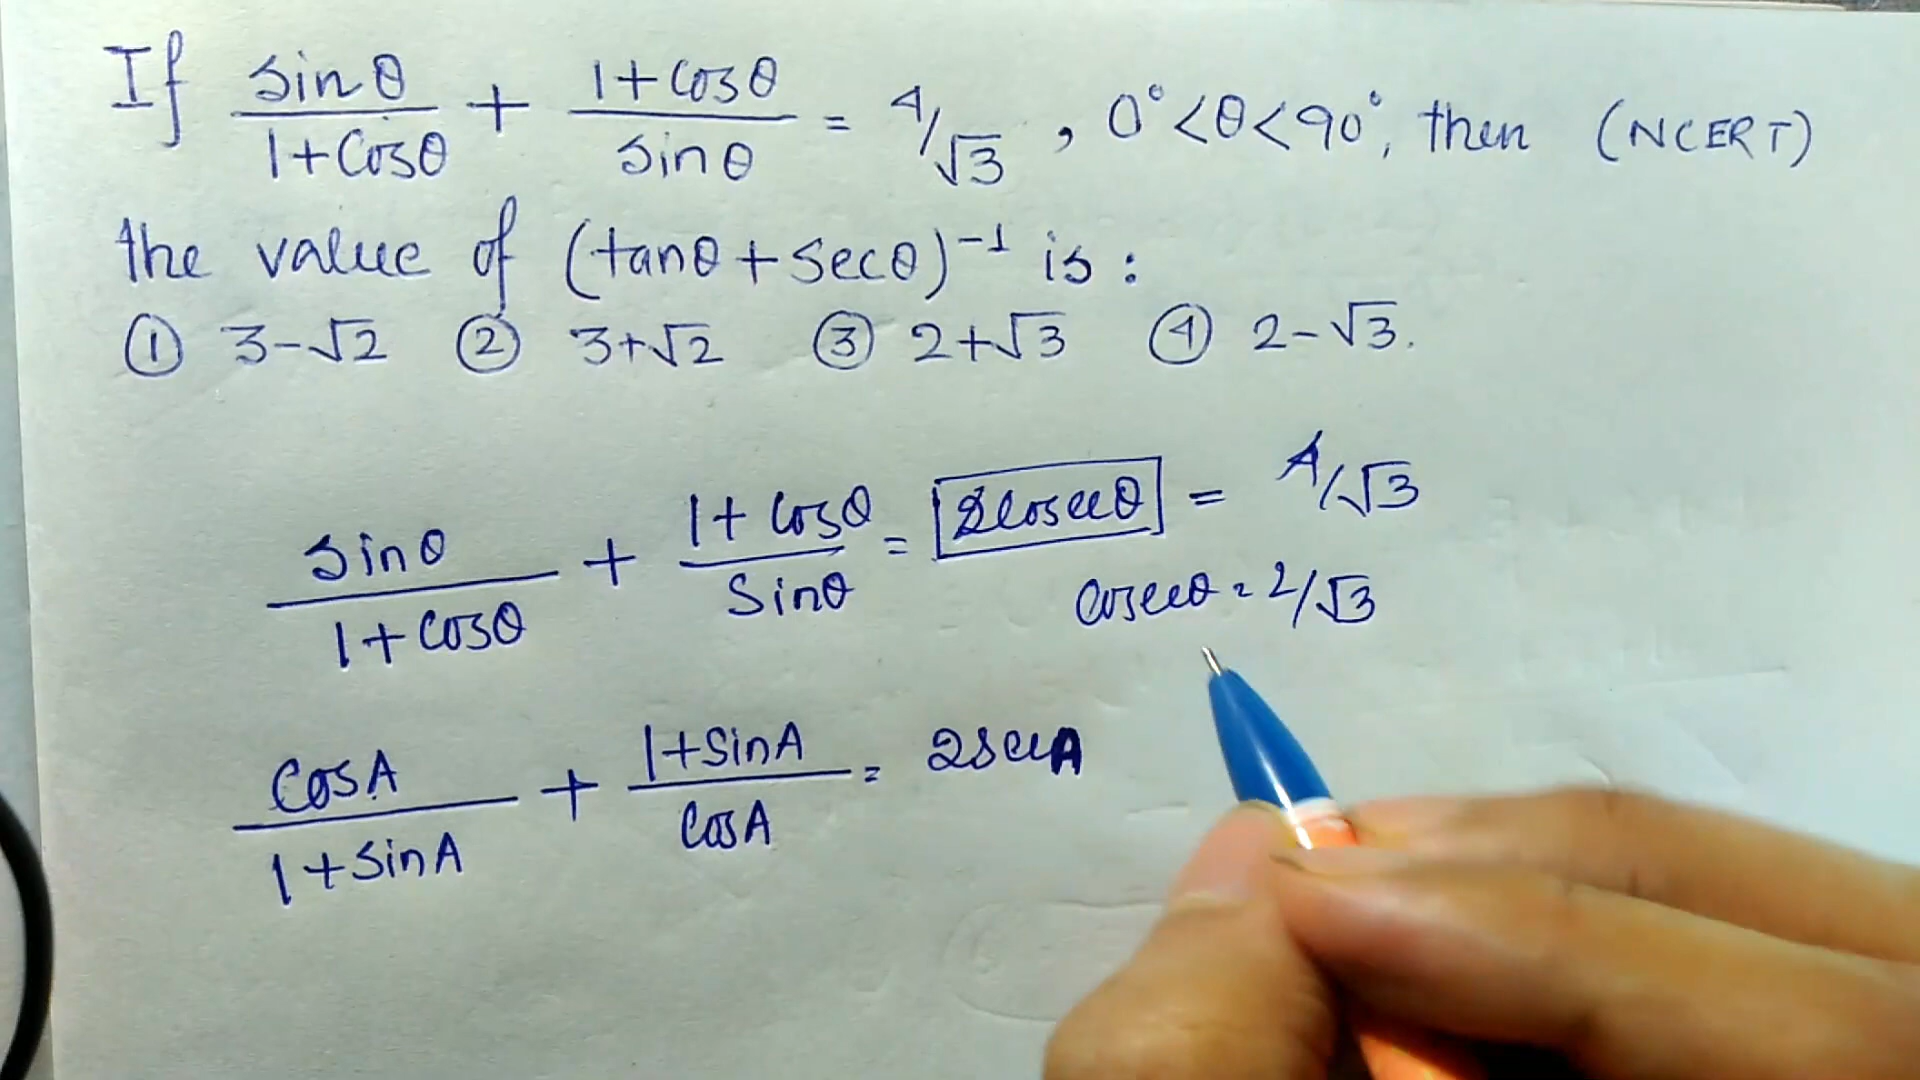 If sinθ/1+cosθ + 1+cosθ/sinθ = 4/√3, 0°<θ<90°, then (NCERT)
the value of (tanθ+secθ)⁻¹ is:
① 3-√2 ② 3+√2 ③ 2+√3 ④ 2-√3.
sinθ/1+cosθ + 1+cosθ/sinθ = 2cosecθ = 4/√3
cosecθ = 2/√3
cosA/1+sinA + 1+sinA/cosA = 2secA